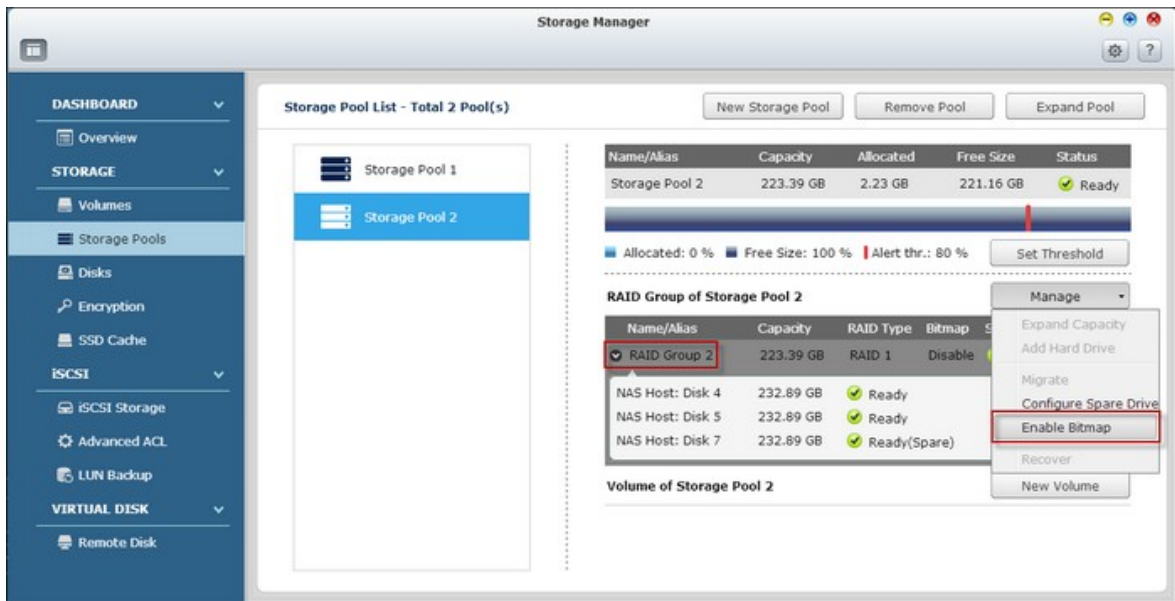 Storage Manager
?
DASHBOARD
Overview
STORAGE
Volumes
Storage Pools
Disks
Encryption
SSD Cache
iSCSI
iSCSI Storage
Advanced ACL
LUN Backup
VIRTUAL DISK
Remote Disk
Storage Pool List - Total 2 Pool(s)
New Storage Pool Remove Pool Expand Pool
Storage Pool 1
Storage Pool 2
Name/Alias Capacity Allocated Free Size Status
Storage Pool 2 223.39 GB 2.23 GB 221.16 GB Ready
Allocated: 0 % Free Size: 100 % Alert thr.: 80 % Set Threshold
RAID Group of Storage Pool 2 Manage
Name/Alias Capacity RAID Type Bitmap S
RAID Group 2 223.39 GB RAID 1 Disable
NAS Host: Disk 4 232.89 GB Ready
NAS Host: Disk 5 232.89 GB Ready
NAS Host: Disk 7 232.89 GB Ready(Spare)
Expand Capacity
Add Hard Drive
Migrate
Configure Spare Drive
Enable Bitmap
Recover
Volume of Storage Pool 2 New Volume